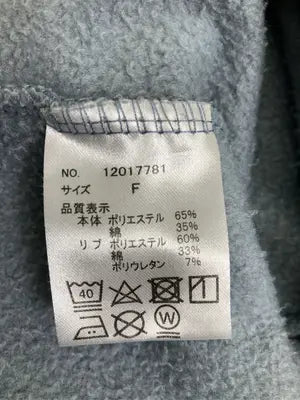 NO. 12017781
サイズ F
品質表示
本体 ポリエステル 65%
綿 35%
リブ ポリエステル 60%
綿 33%
ポリウレタン 7%
40
W